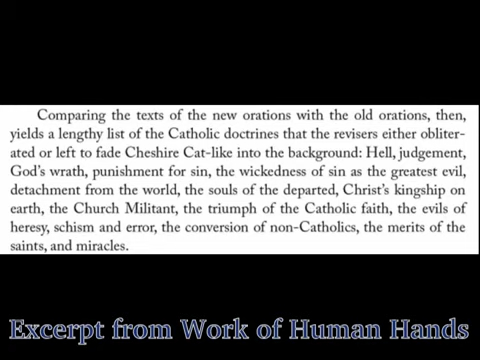 Comparing the texts of the new orations with the old orations, then,
yields a lengthy list of the Catholic doctrines that the revisers either obliter-
ated or left to fade Cheshire Cat-like into the background: Hell, judgement,
God's wrath, punishment for sin, the wickedness of sin as the greatest evil,
detachment from the world, the souls of the departed, Christ's kingship on
earth, the Church Militant, the triumph of the Catholic faith, the evils of
heresy, schism and error, the conversion of non-Catholics, the merits of the
saints, and miracles.
Excerpt from Work of Human Hands